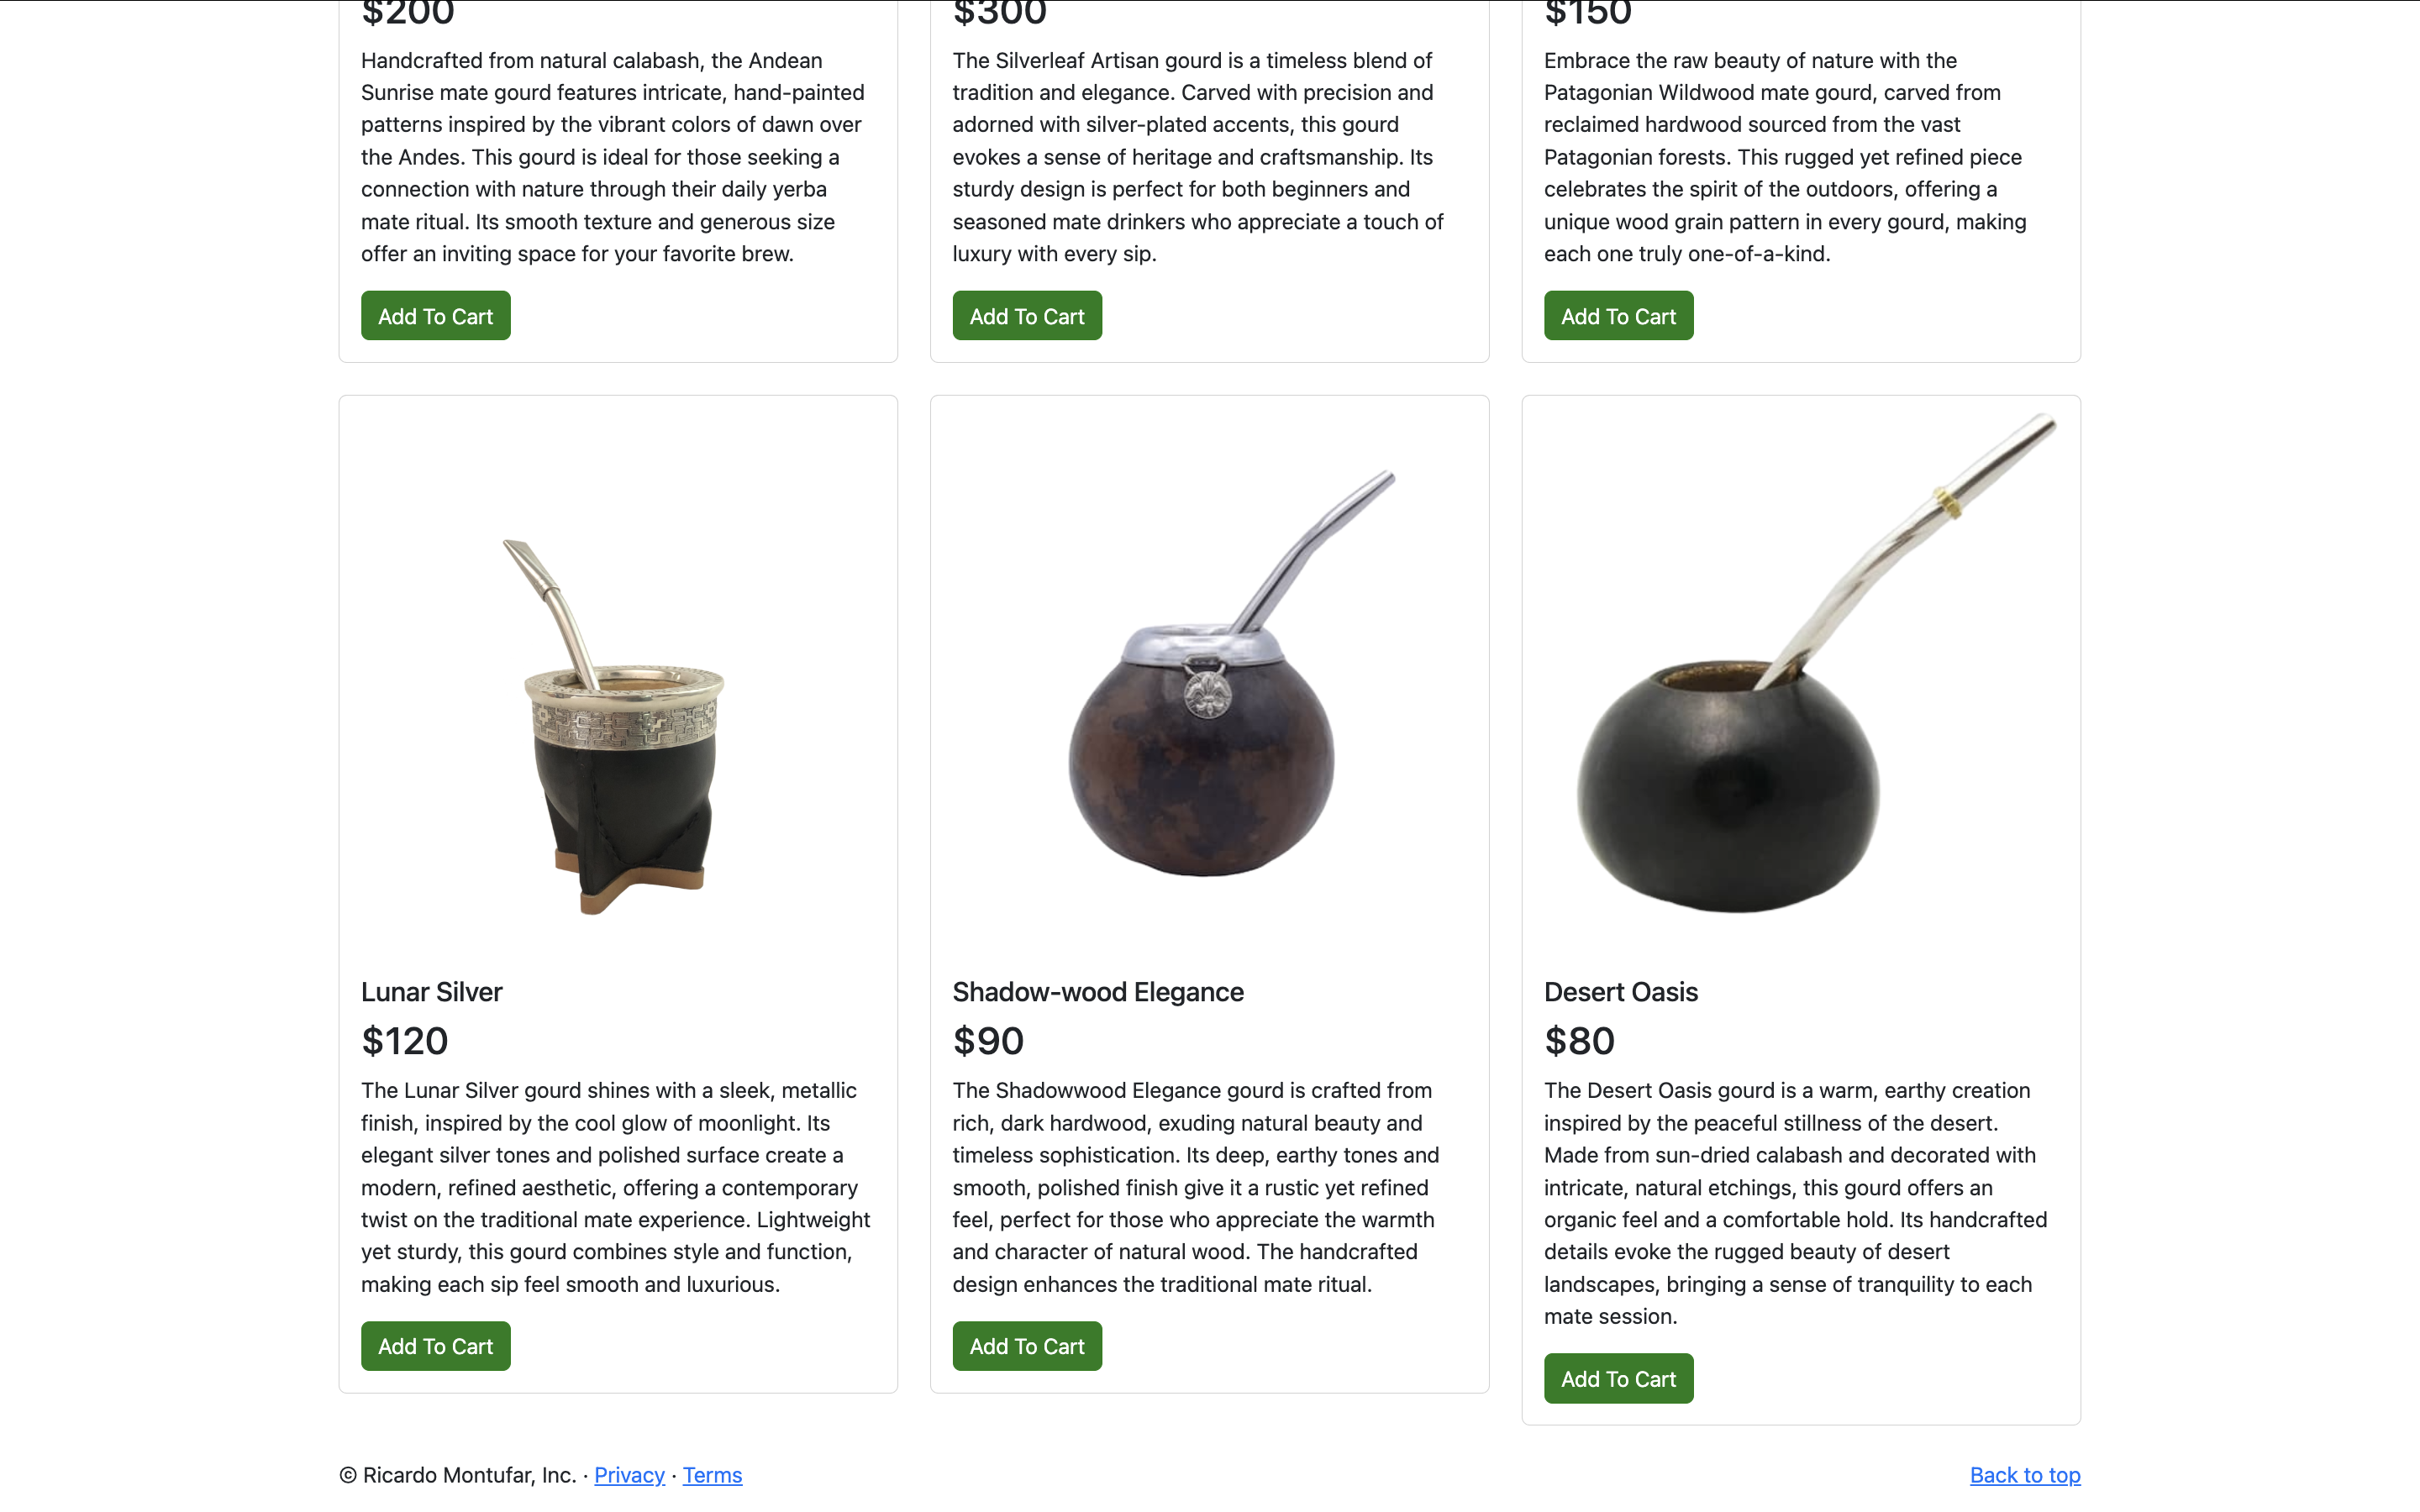 $200
Handcrafted from natural calabash, the Andean
Sunrise mate gourd features intricate, hand-painted
patterns inspired by the vibrant colors of dawn over
the Andes. This gourd is ideal for those seeking a
connection with nature through their daily yerba
mate ritual. Its smooth texture and generous size
offer an inviting space for your favorite brew.
Add To Cart
$300
The Silverleaf Artisan gourd is a timeless blend of
tradition and elegance. Carved with precision and
adorned with silver-plated accents, this gourd
evokes a sense of heritage and craftsmanship. Its
sturdy design is perfect for both beginners and
seasoned mate drinkers who appreciate a touch of
luxury with every sip.
Add To Cart
$150
Embrace the raw beauty of nature with the
Patagonian Wildwood mate gourd, carved from
reclaimed hardwood sourced from the vast
Patagonian forests. This rugged yet refined piece
celebrates the spirit of the outdoors, offering a
unique wood grain pattern in every gourd, making
each one truly one-of-a-kind.
Add To Cart
Lunar Silver
$120
The Lunar Silver gourd shines with a sleek, metallic
finish, inspired by the cool glow of moonlight. Its
elegant silver tones and polished surface create a
modern, refined aesthetic, offering a contemporary
twist on the traditional mate experience. Lightweight
yet sturdy, this gourd combines style and function,
making each sip feel smooth and luxurious.
Add To Cart
Shadow-wood Elegance
$90
The Shadowwood Elegance gourd is crafted from
rich, dark hardwood, exuding natural beauty and
timeless sophistication. Its deep, earthy tones and
smooth, polished finish give it a rustic yet refined
feel, perfect for those who appreciate the warmth
and character of natural wood. The handcrafted
design enhances the traditional mate ritual.
Add To Cart
Desert Oasis
$80
The Desert Oasis gourd is a warm, earthy creation
inspired by the peaceful stillness of the desert.
Made from sun-dried calabash and decorated with
intricate, natural etchings, this gourd offers an
organic feel and a comfortable hold. Its handcrafted
details evoke the rugged beauty of desert
landscapes, bringing a sense of tranquility to each
mate session.
Add To Cart
© Ricardo Montufar, Inc. · Privacy · Terms
Back to top